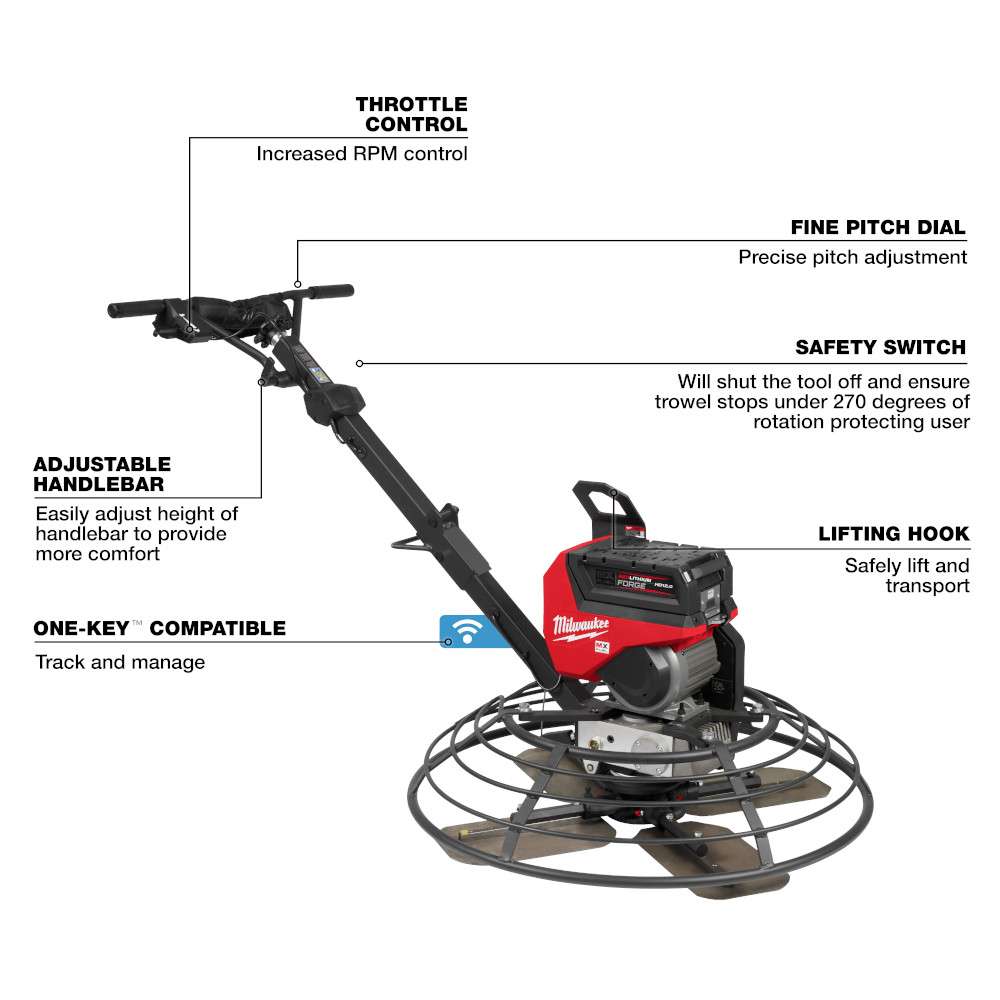 THROTTLE
CONTROL
Increased RPM control
FINE PITCH DIAL
Precise pitch adjustment
SAFETY SWITCH
Will shut the tool off and ensure
trowel stops under 270 degrees of
rotation protecting user
ADJUSTABLE
HANDLEBAR
Easily adjust height of
handlebar to provide
more comfort
LIFTING HOOK
Safely lift and
transport
ONE-KEY™ COMPATIBLE
Track and manage
REDLITHIUM
FORGE
Milwaukee
MX